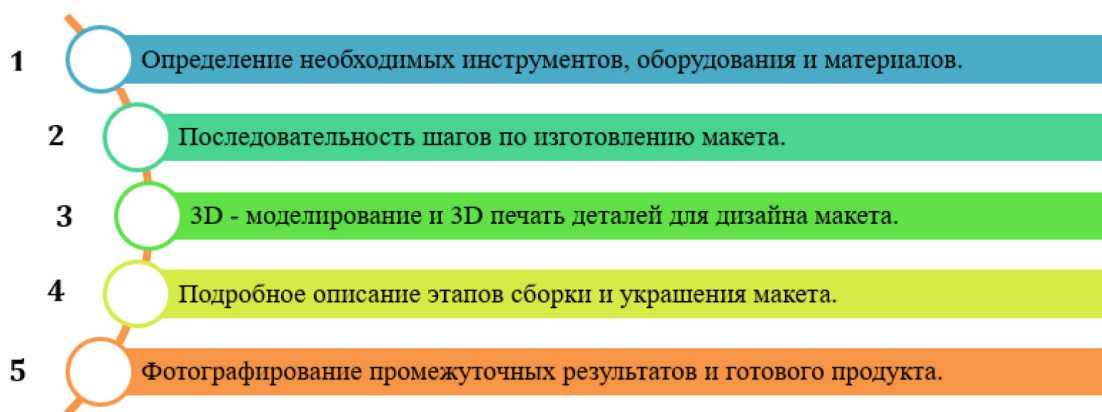 1 Определение необходимых инструментов, оборудования и материалов.
2 Последовательность шагов по изготовлению макета.
3 3D - моделирование и 3D печать деталей для дизайна макета.
4 Подробное описание этапов сборки и украшения макета.
5 Фотографирование промежуточных результатов и готового продукта.